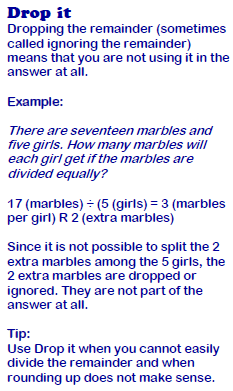 Drop it
Dropping the remainder (sometimes
called ignoring the remainder)
means that you are not using it in the
answer at all.
Example:
There are seventeen marbles and
five girls. How many marbles will
each girl get if the marbles are
divided equally?
17 (marbles) ÷ (5 (girls) = 3 (marbles
per girl) R 2 (extra marbles)
Since it is not possible to split the 2
extra marbles among the 5 girls, the
2 extra marbles are dropped or
ignored. They are not part of the
answer at all.
Tip:
Use Drop it when you cannot easily
divide the remainder and when
rounding up does not make sense.